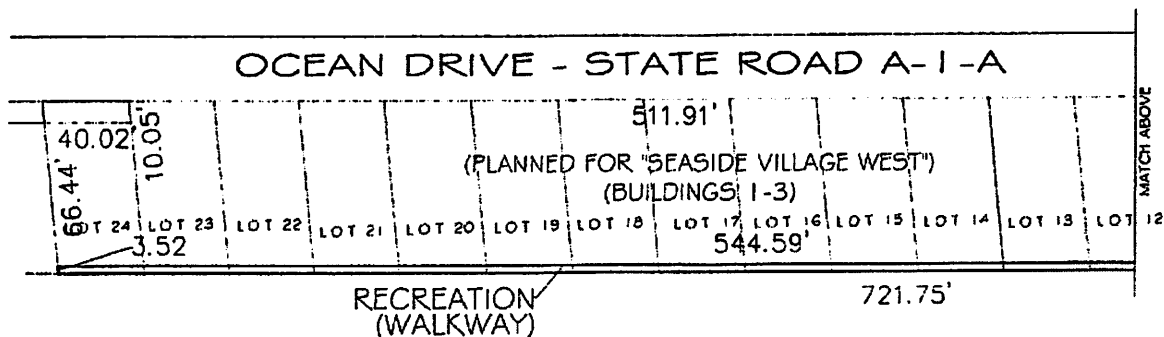 OCEAN DRIVE - STATE ROAD A-1-A
MATCH ABOVE
40.02'
10.05"
66.44'
511.91'
(PLANNED FOR "SEASIDE VILLAGE WEST")
(BUILDINGS 1-3)
LOT 24 LOT 23 LOT 22 LOT 21 LOT 20 LOT 19 LOT 18 LOT 17 LOT 16 LOT 15 LOT 14 LOT 13 LOT 12
3.52
544.59'
RECREATION
(WALKWAY)
721.75'